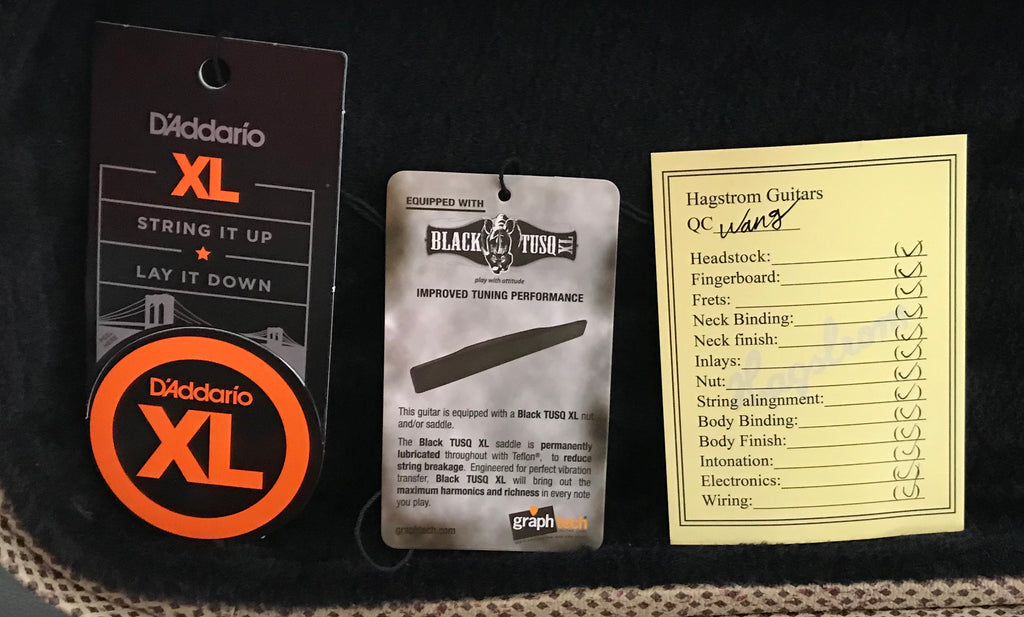 D'Addario
XL
STRING IT UP
LAY IT DOWN
D'Addario
XL
EQUIPPED WITH
BLACK TUSQ XL
play with attitude
IMPROVED TUNING PERFORMANCE
This guitar is equipped with a Black TUSQ XL nut
and/or saddle.
The Black TUSQ XL saddle is permanently
lubricated throughout with Teflon®, to reduce
string breakage. Engineered for perfect vibration
transfer, Black TUSQ XL will bring out the
maximum harmonics and richness in every note
you play.
graphtech.com
graphtech
Hagstrom Guitars
QC Wang
Headstock:
Fingerboard:
Frets:
Neck Binding:
Neck finish:
Inlays:
Nut:
String alingnment:
Body Binding:
Body Finish:
Intonation:
Electronics:
Wiring:
Hagstrom